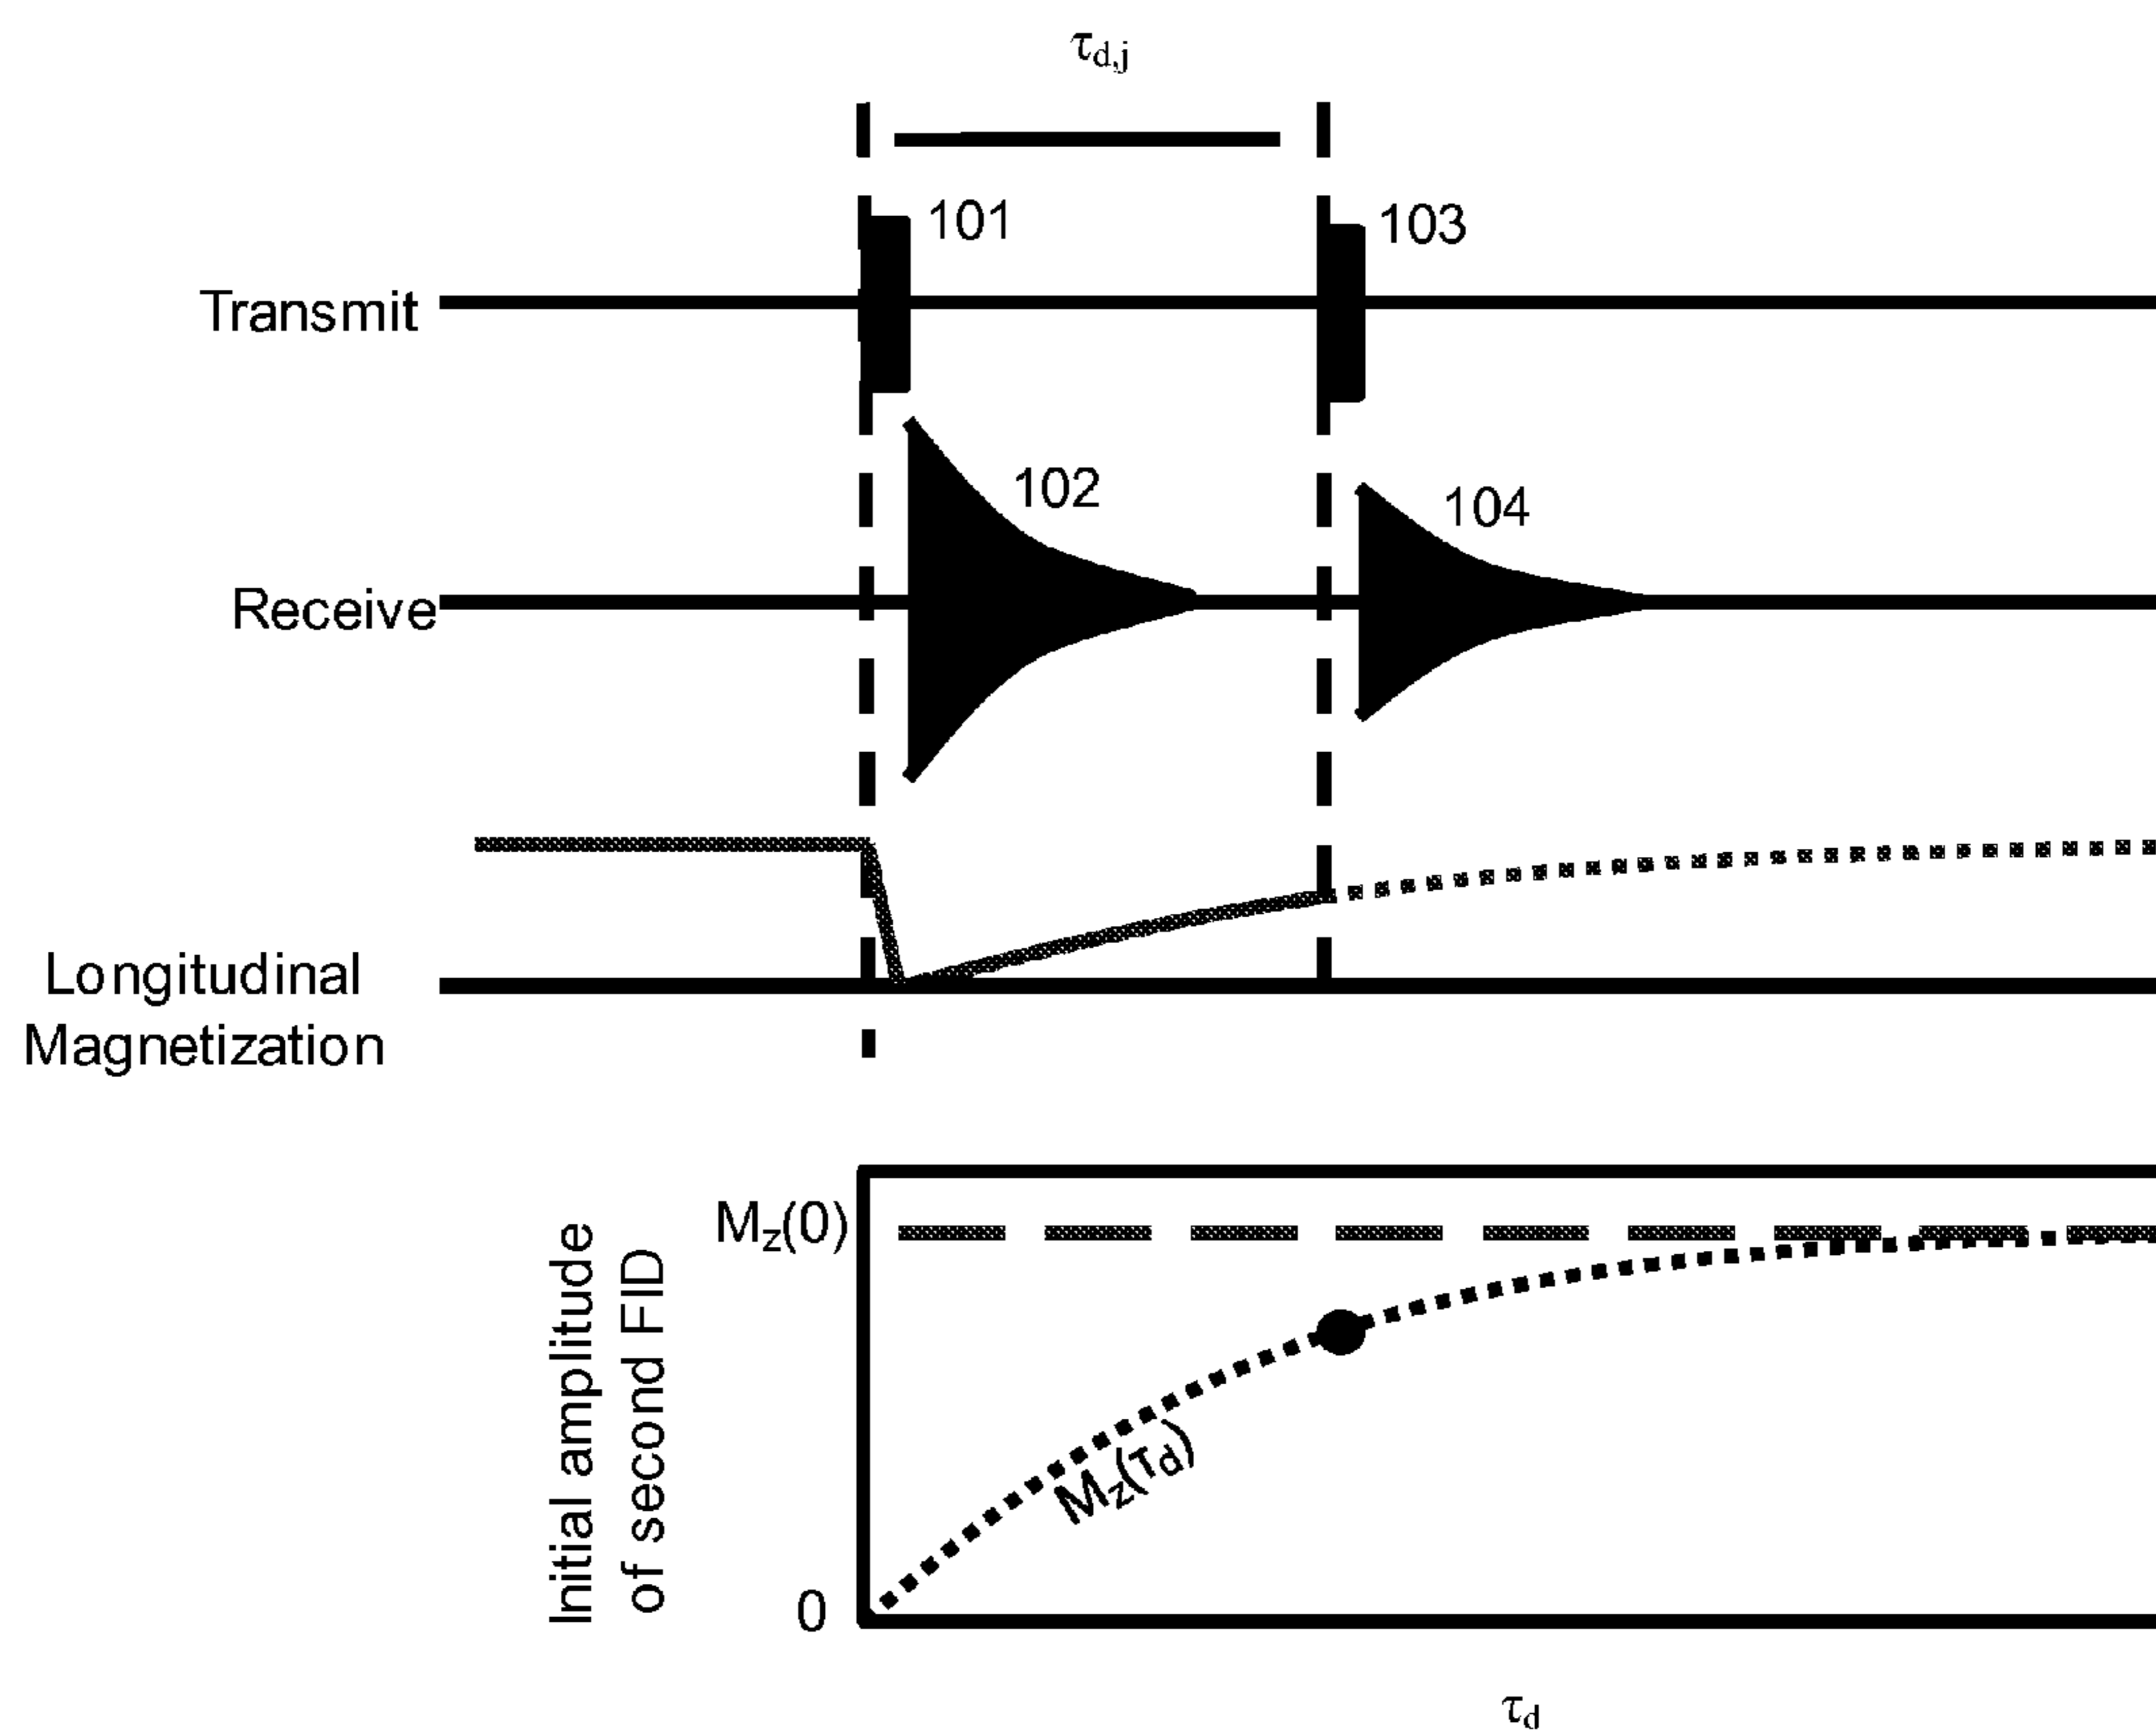 τd,j
101
103
Transmit
102
104
Receive
Longitudinal
Magnetization
Mz(0)
Initial amplitude
of second FID
Mz(τd)
0
τd